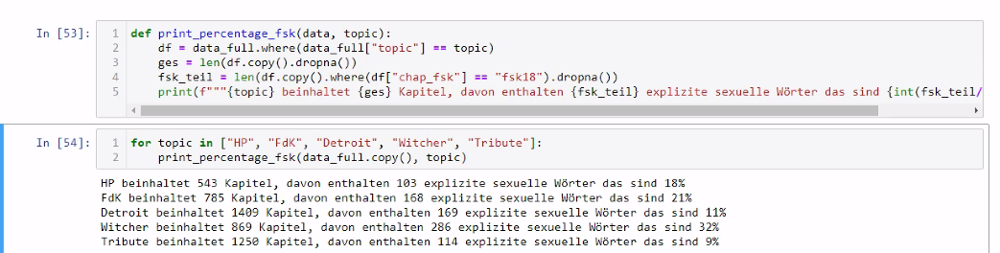 In [53]:
1 def print_percentage_fsk(data, topic):
2 df = data_full.where(data_full["topic"] == topic)
3 ges = len(df.copy().dropna())
4 fsk_teil = len(df.copy().where(df["chap_fsk"] == "fsk18").dropna())
5 print(f"""{topic} beinhaltet {ges} Kapitel, davon enthalten {fsk_teil} explizite sexuelle Wörter das sind {int(fsk_teil/
In [54]:
1 for topic in ["HP", "FdK", "Detroit", "Witcher", "Tribute"]:
2 print_percentage_fsk(data_full.copy(), topic)
HP beinhaltet 543 Kapitel, davon enthalten 103 explizite sexuelle Wörter das sind 18%
FdK beinhaltet 785 Kapitel, davon enthalten 168 explizite sexuelle Wörter das sind 21%
Detroit beinhaltet 1409 Kapitel, davon enthalten 169 explizite sexuelle Wörter das sind 11%
Witcher beinhaltet 869 Kapitel, davon enthalten 286 explizite sexuelle Wörter das sind 32%
Tribute beinhaltet 1250 Kapitel, davon enthalten 114 explizite sexuelle Wörter das sind 9%